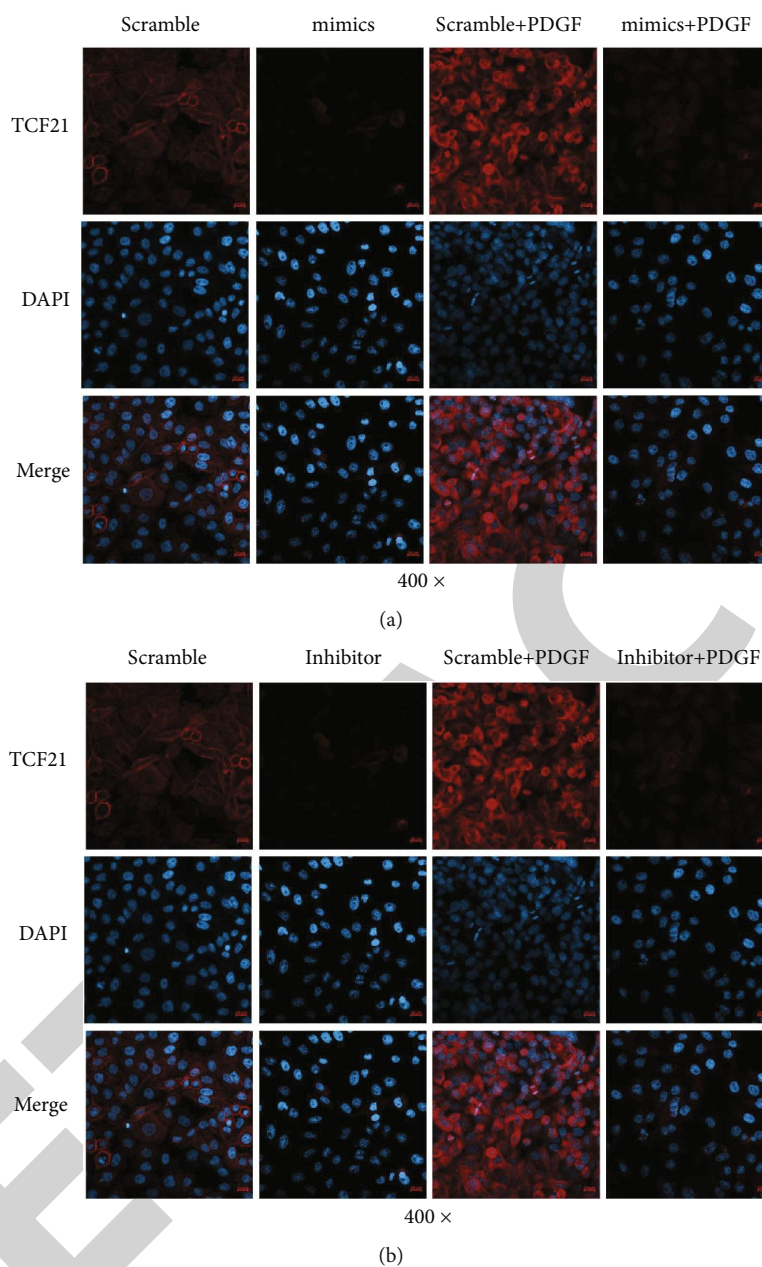 Scramble mimics Scramble+PDGF mimics+PDGF
TCF21
DAPI
Merge
400 ×
(a)
Scramble Inhibitor Scramble+PDGF Inhibitor+PDGF
TCF21
DAPI
Merge
400 ×
(b)